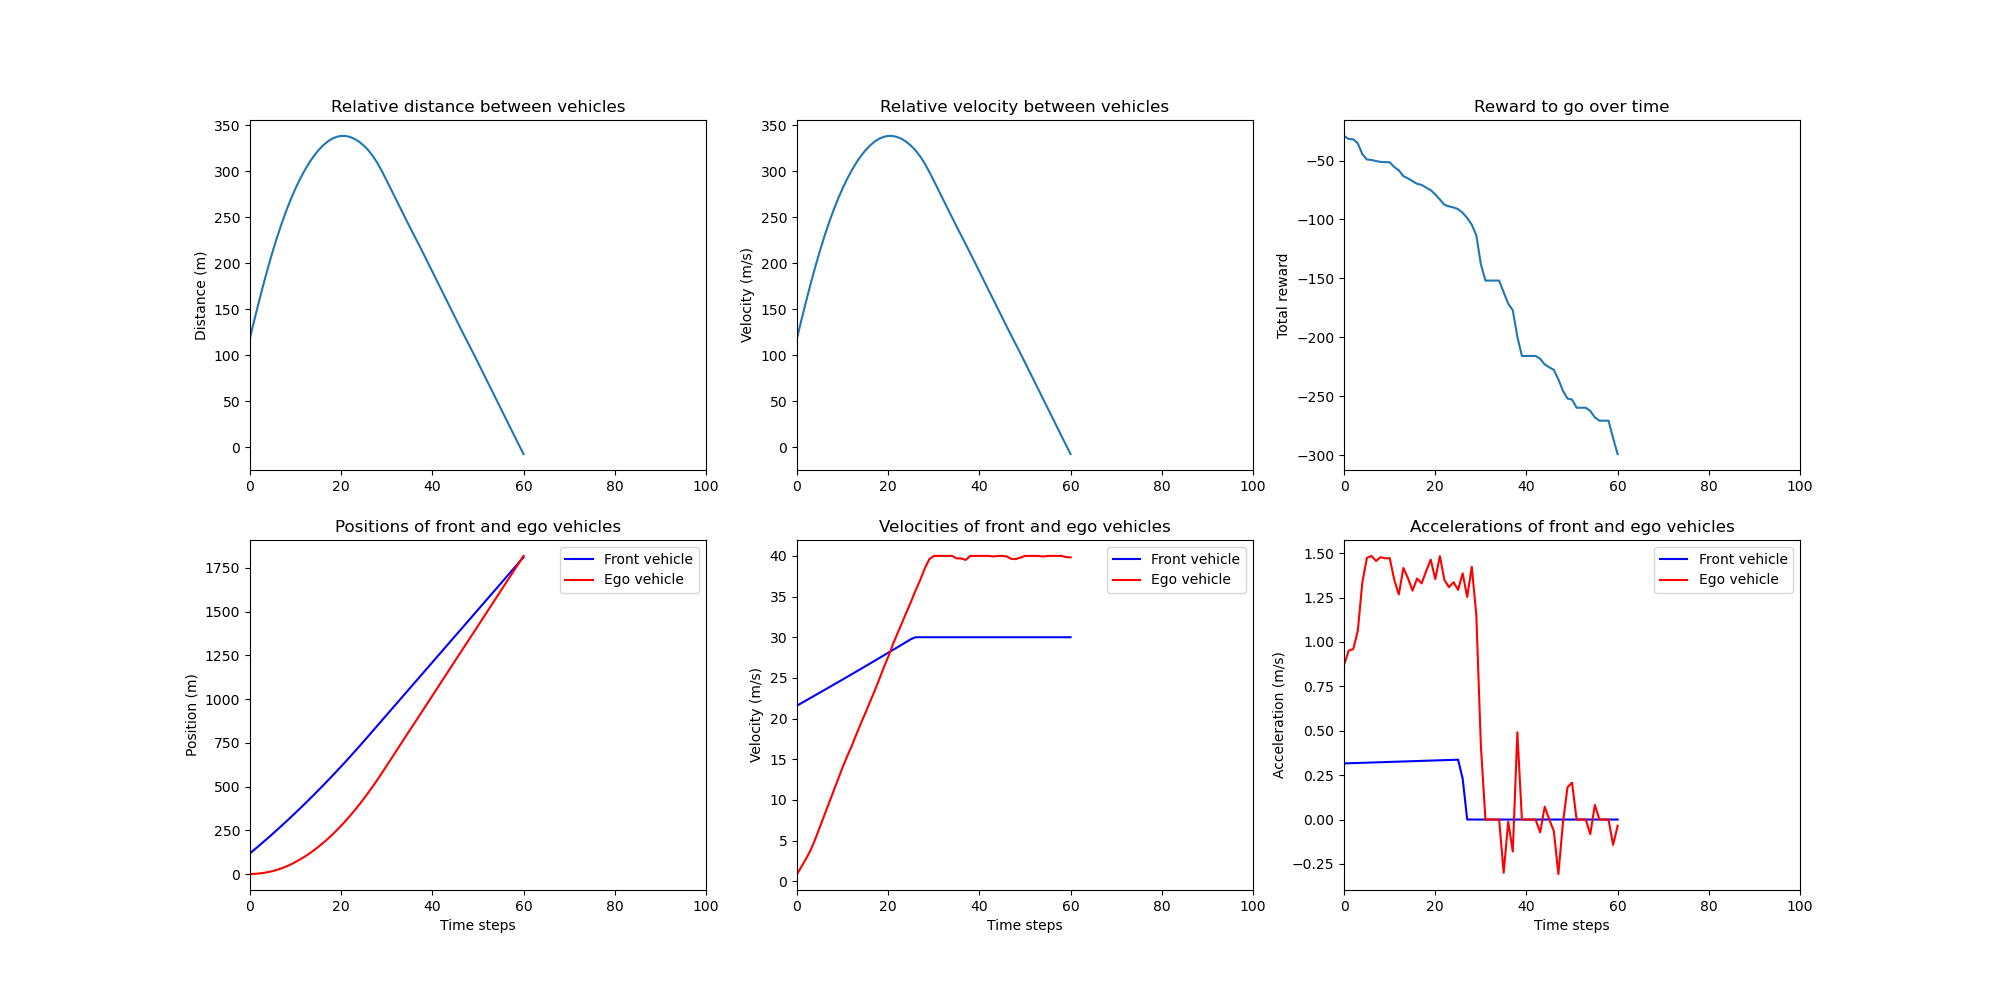 Relative distance between vehicles
Distance (m)
350
300
250
200
150
100
50
0
0 20 40 60 80 100
Relative velocity between vehicles
Velocity (m/s)
350
300
250
200
150
100
50
0
0 20 40 60 80 100
Reward to go over time
Total reward
−50
−100
−150
−200
−250
−300
0 20 40 60 80 100
Positions of front and ego vehicles
Position (m)
1750
1500
1250
1000
750
500
250
0
Front vehicle
Ego vehicle
0 20 40 60 80 100
Time steps
Velocities of front and ego vehicles
Velocity (m/s)
40
35
30
25
20
15
10
5
0
Front vehicle
Ego vehicle
0 20 40 60 80 100
Time steps
Accelerations of front and ego vehicles
Acceleration (m/s)
1.50
1.25
1.00
0.75
0.50
0.25
0.00
−0.25
Front vehicle
Ego vehicle
0 20 40 60 80 100
Time steps